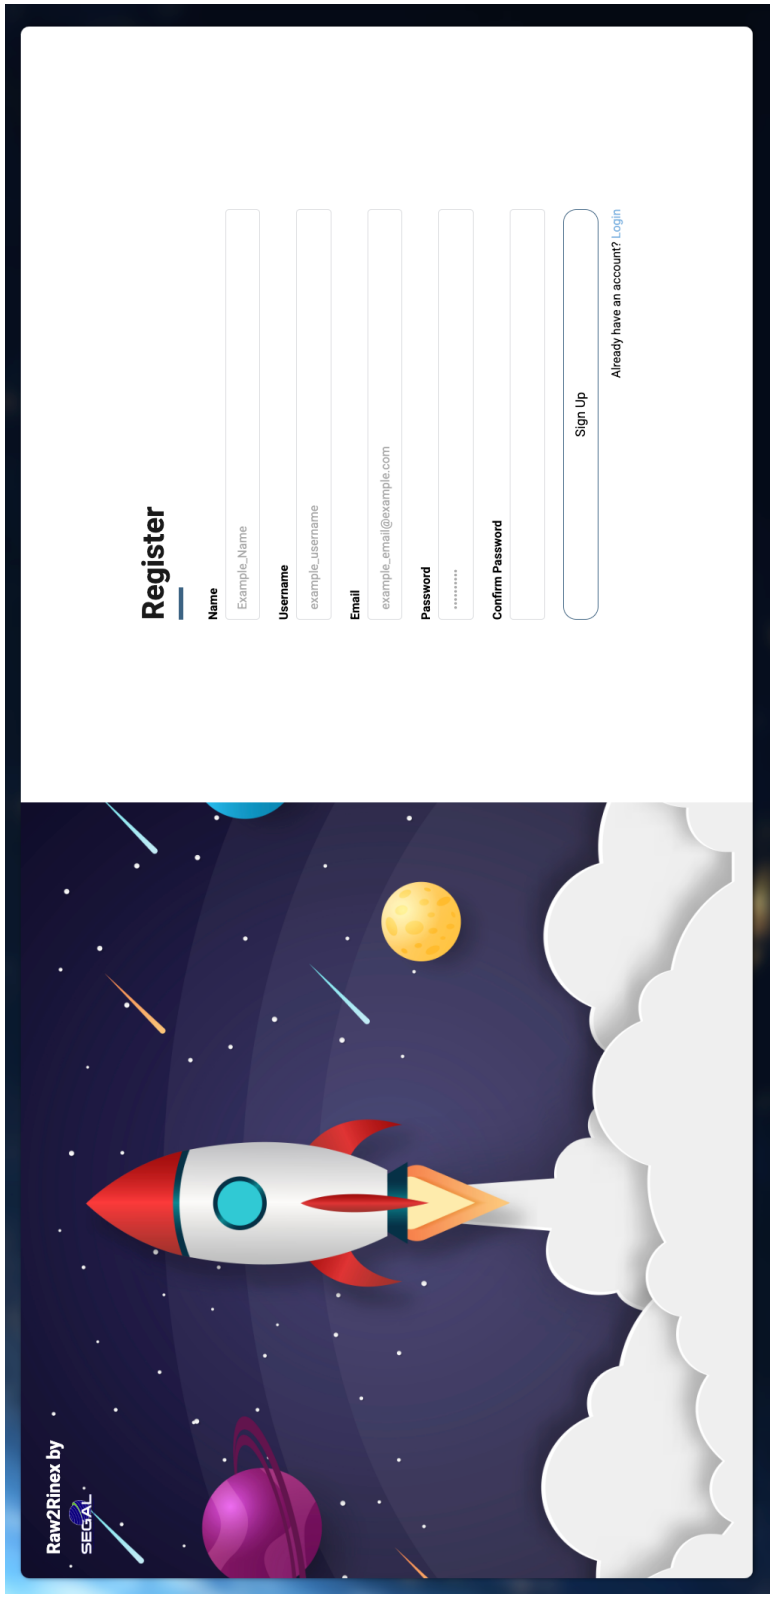 Raw2Rinex by
SEGAL
Register
Name
Example_Name
Username
example_username
Email
example_email@example.com
Password
••••••••••
Confirm Password
Sign Up
Already have an account? Login